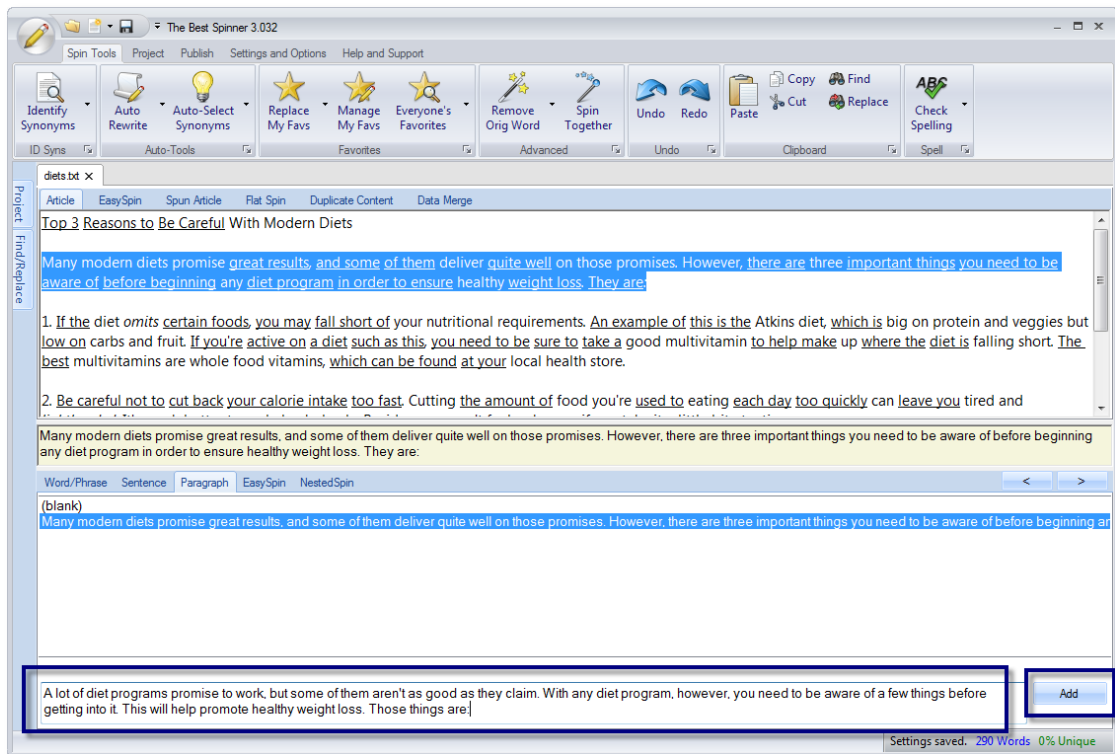 The Best Spinner 3.032
Spin Tools Project Publish Settings and Options Help and Support
Identify Synonyms
Auto Rewrite
Auto-Select Synonyms
Replace My Favs
Manage My Favs
Everyone's Favorites
Remove Orig Word
Spin Together
Undo
Redo
Paste
Copy
Cut
Find
Replace
ABC
Check Spelling
ID Syns Auto-Tools Favorites Advanced Undo Clipboard Spell
Project
Find/Replace
diets.txt
Article EasySpin Spun Article Flat Spin Duplicate Content Data Merge
Top 3 Reasons to Be Careful With Modern Diets
Many modern diets promise great results, and some of them deliver quite well on those promises. However, there are three important things you need to be
aware of before beginning any diet program in order to ensure healthy weight loss. They are:
1. If the diet omits certain foods, you may fall short of your nutritional requirements. An example of this is the Atkins diet, which is big on protein and veggies but
low on carbs and fruit. If you're active on a diet such as this, you need to be sure to take a good multivitamin to help make up where the diet is falling short. The
best multivitamins are whole food vitamins, which can be found at your local health store.
2. Be careful not to cut back your calorie intake too fast. Cutting the amount of food you're used to eating each day too quickly can leave you tired and
Many modern diets promise great results, and some of them deliver quite well on those promises. However, there are three important things you need to be aware of before beginning
any diet program in order to ensure healthy weight loss. They are:
Word/Phrase Sentence Paragraph EasySpin NestedSpin < >
(blank)
Many modern diets promise great results, and some of them deliver quite well on those promises. However, there are three important things you need to be aware of before beginning ar
A lot of diet programs promise to work, but some of them aren't as good as they claim. With any diet program, however, you need to be aware of a few things before
getting into it. This will help promote healthy weight loss. Those things are:
Add
Settings saved. 290 Words 0% Unique